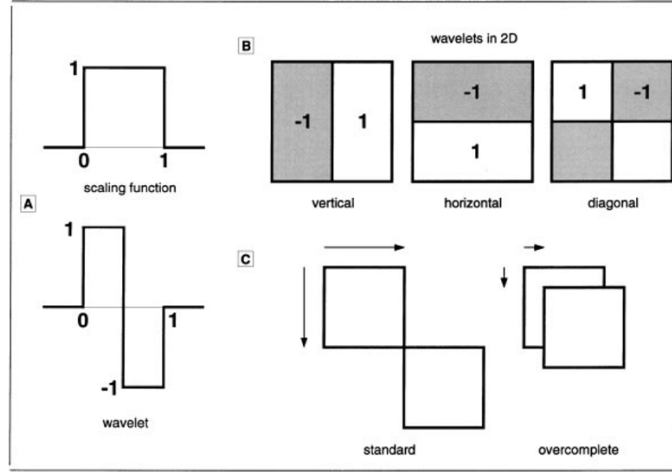 1
0 1
scaling function
A
1
0 1
-1
wavelet
B
wavelets in 2D
-1 1
vertical
-1
1
horizontal
1 -1
diagonal
C
standard
overcomplete